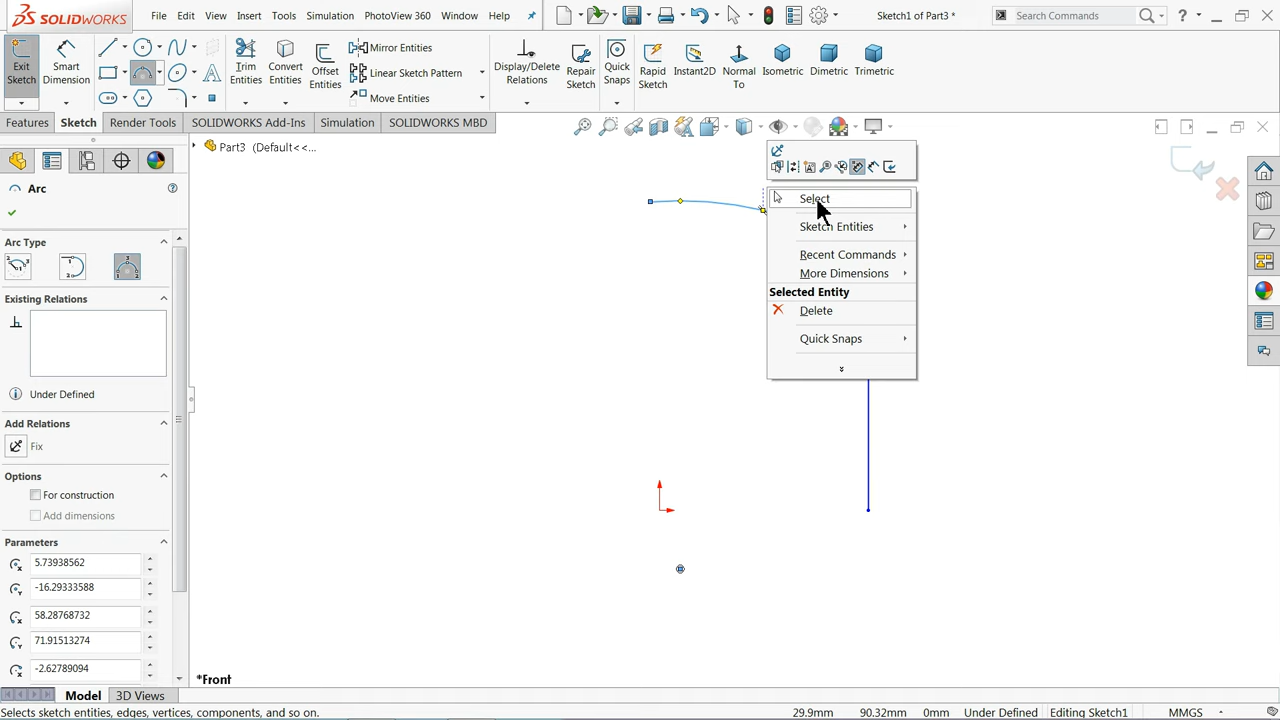 SOLIDWORKS
File Edit View Insert Tools Simulation PhotoView 360 Window Help
Sketch1 of Part3 *
Search Commands
Exit Sketch
Smart Dimension
Trim Entities
Convert Entities
Offset Entities
Mirror Entities
Linear Sketch Pattern
Move Entities
Display/Delete Relations
Repair Sketch
Quick Snaps
Rapid Sketch
Instant2D
Normal To
Isometric
Dimetric
Trimetric
Features Sketch Render Tools SOLIDWORKS Add-Ins Simulation SOLIDWORKS MBD
Part3 (Default<<...
Arc
Arc Type
Existing Relations
Under Defined
Add Relations
Fix
Options
For construction
Add dimensions
Parameters
5.73938562
-16.29333588
58.28768732
71.91513274
-2.62789094
Select
Sketch Entities
Recent Commands
More Dimensions
Selected Entity
Delete
Quick Snaps
*Front
Model 3D Views
Selects sketch entities, edges, vertices, components, and so on.
29.9mm 90.32mm 0mm Under Defined Editing Sketch1 MMGS